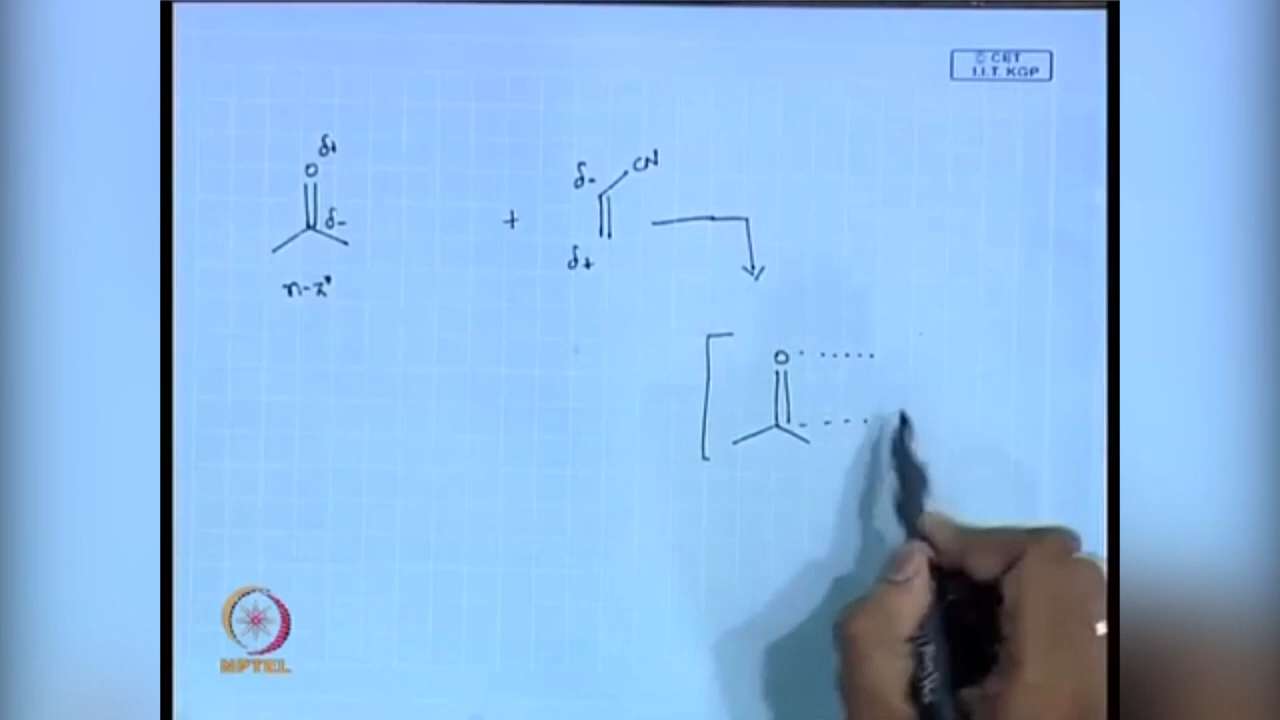 © CET
I.I.T. KGP
δ+
O
δ-
n-π*
+
δ-
CN
δ+
O
NPTEL